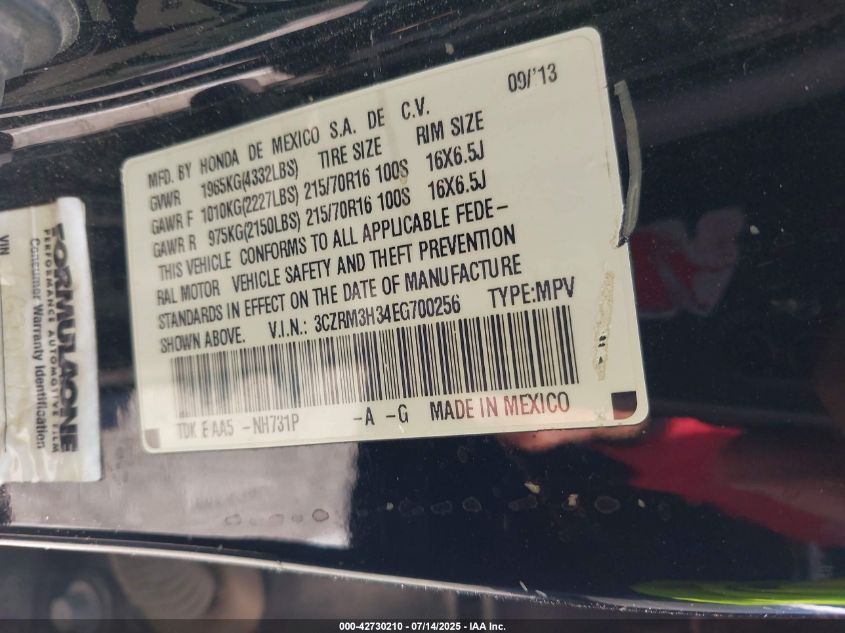 09/'13
MFD. BY HONDA DE MEXICO S.A. DE C.V.
GVWR 1965KG(4332LBS) TIRE SIZE RIM SIZE
GAWR F 1010KG(2227LBS) 215/70R16 100S 16X6.5J
GAWR R 975KG(2150LBS) 215/70R16 100S 16X6.5J
THIS VEHICLE CONFORMS TO ALL APPLICABLE FEDE-
RAL MOTOR VEHICLE SAFETY AND THEFT PREVENTION
STANDARDS IN EFFECT ON THE DATE OF MANUFACTURE
SHOWN ABOVE. V.I.N.: 3CZRM3H34EG700256 TYPE:MPV
TDK E AA5 -NH731P -A -G MADE IN MEXICO
FORMULAONE
PERFORMANCE AUTOMOTIVE FILM
Consumer Warranty Identification
VIN
000-42730210 - 07/14/2025 - IAA Inc.